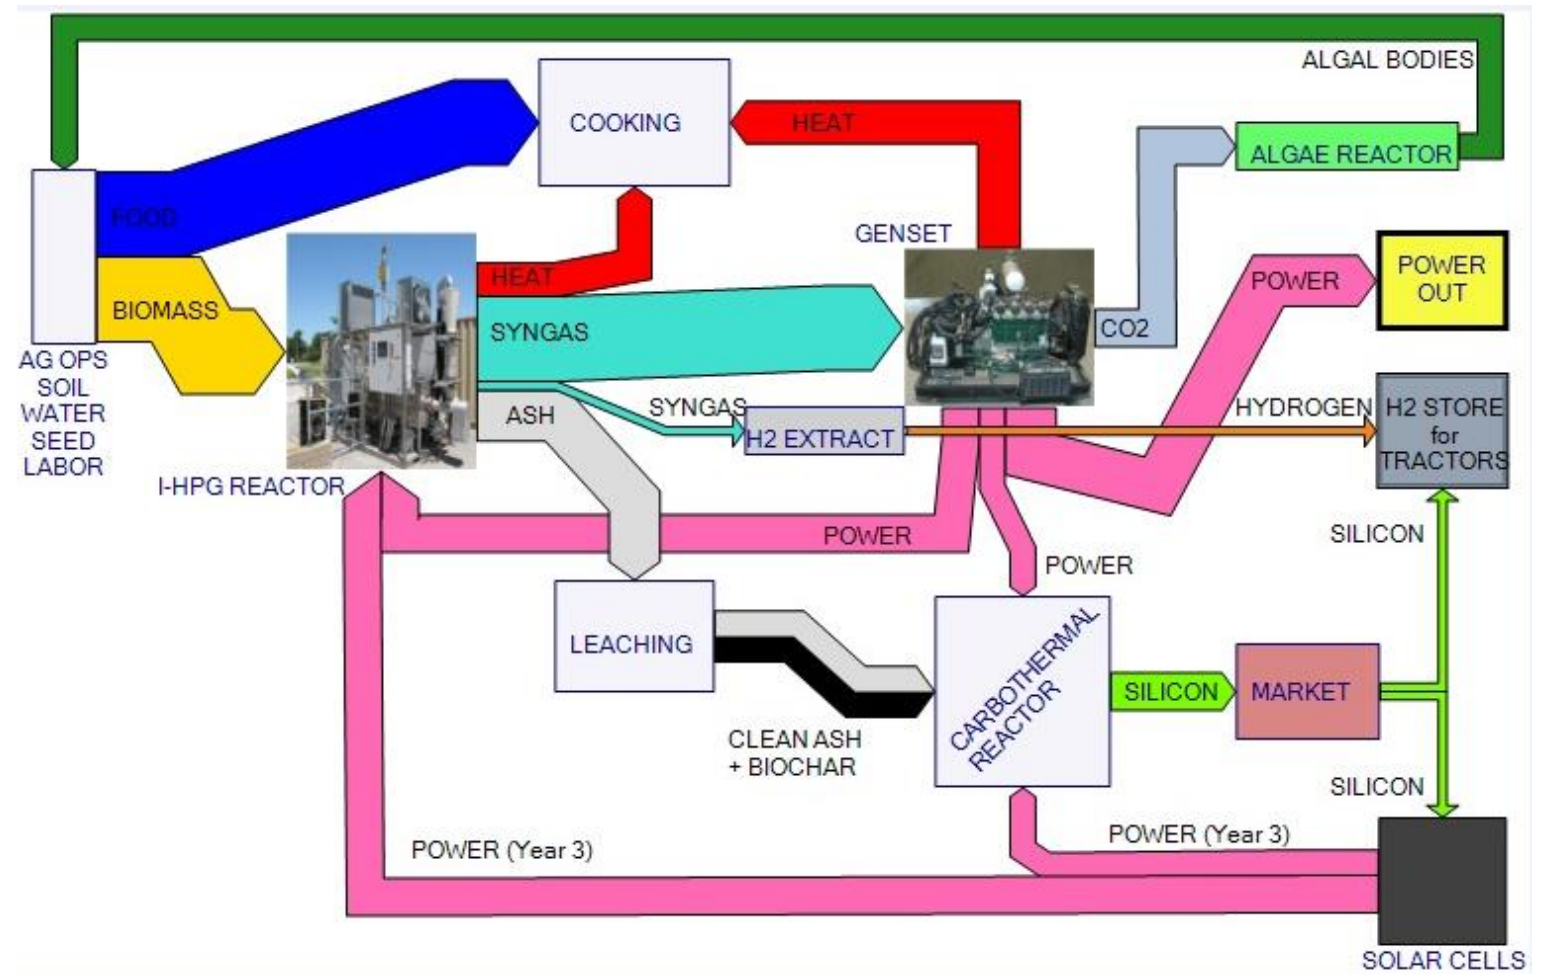 ALGAL BODIES
COOKING
HEAT
ALGAE REACTOR
FOOD
GENSET
POWER
POWER
OUT
HEAT
BIOMASS
SYNGAS
CO2
AG OPS
SOIL
WATER
SEED
LABOR
ASH
SYNGAS
H2 EXTRACT
HYDROGEN
H2 STORE
for
TRACTORS
I-HPG REACTOR
POWER
SILICON
POWER
LEACHING
CARBOTHERMAL
REACTOR
SILICON
MARKET
CLEAN ASH
+ BIOCHAR
SILICON
POWER (Year 3)
POWER (Year 3)
SOLAR CELLS